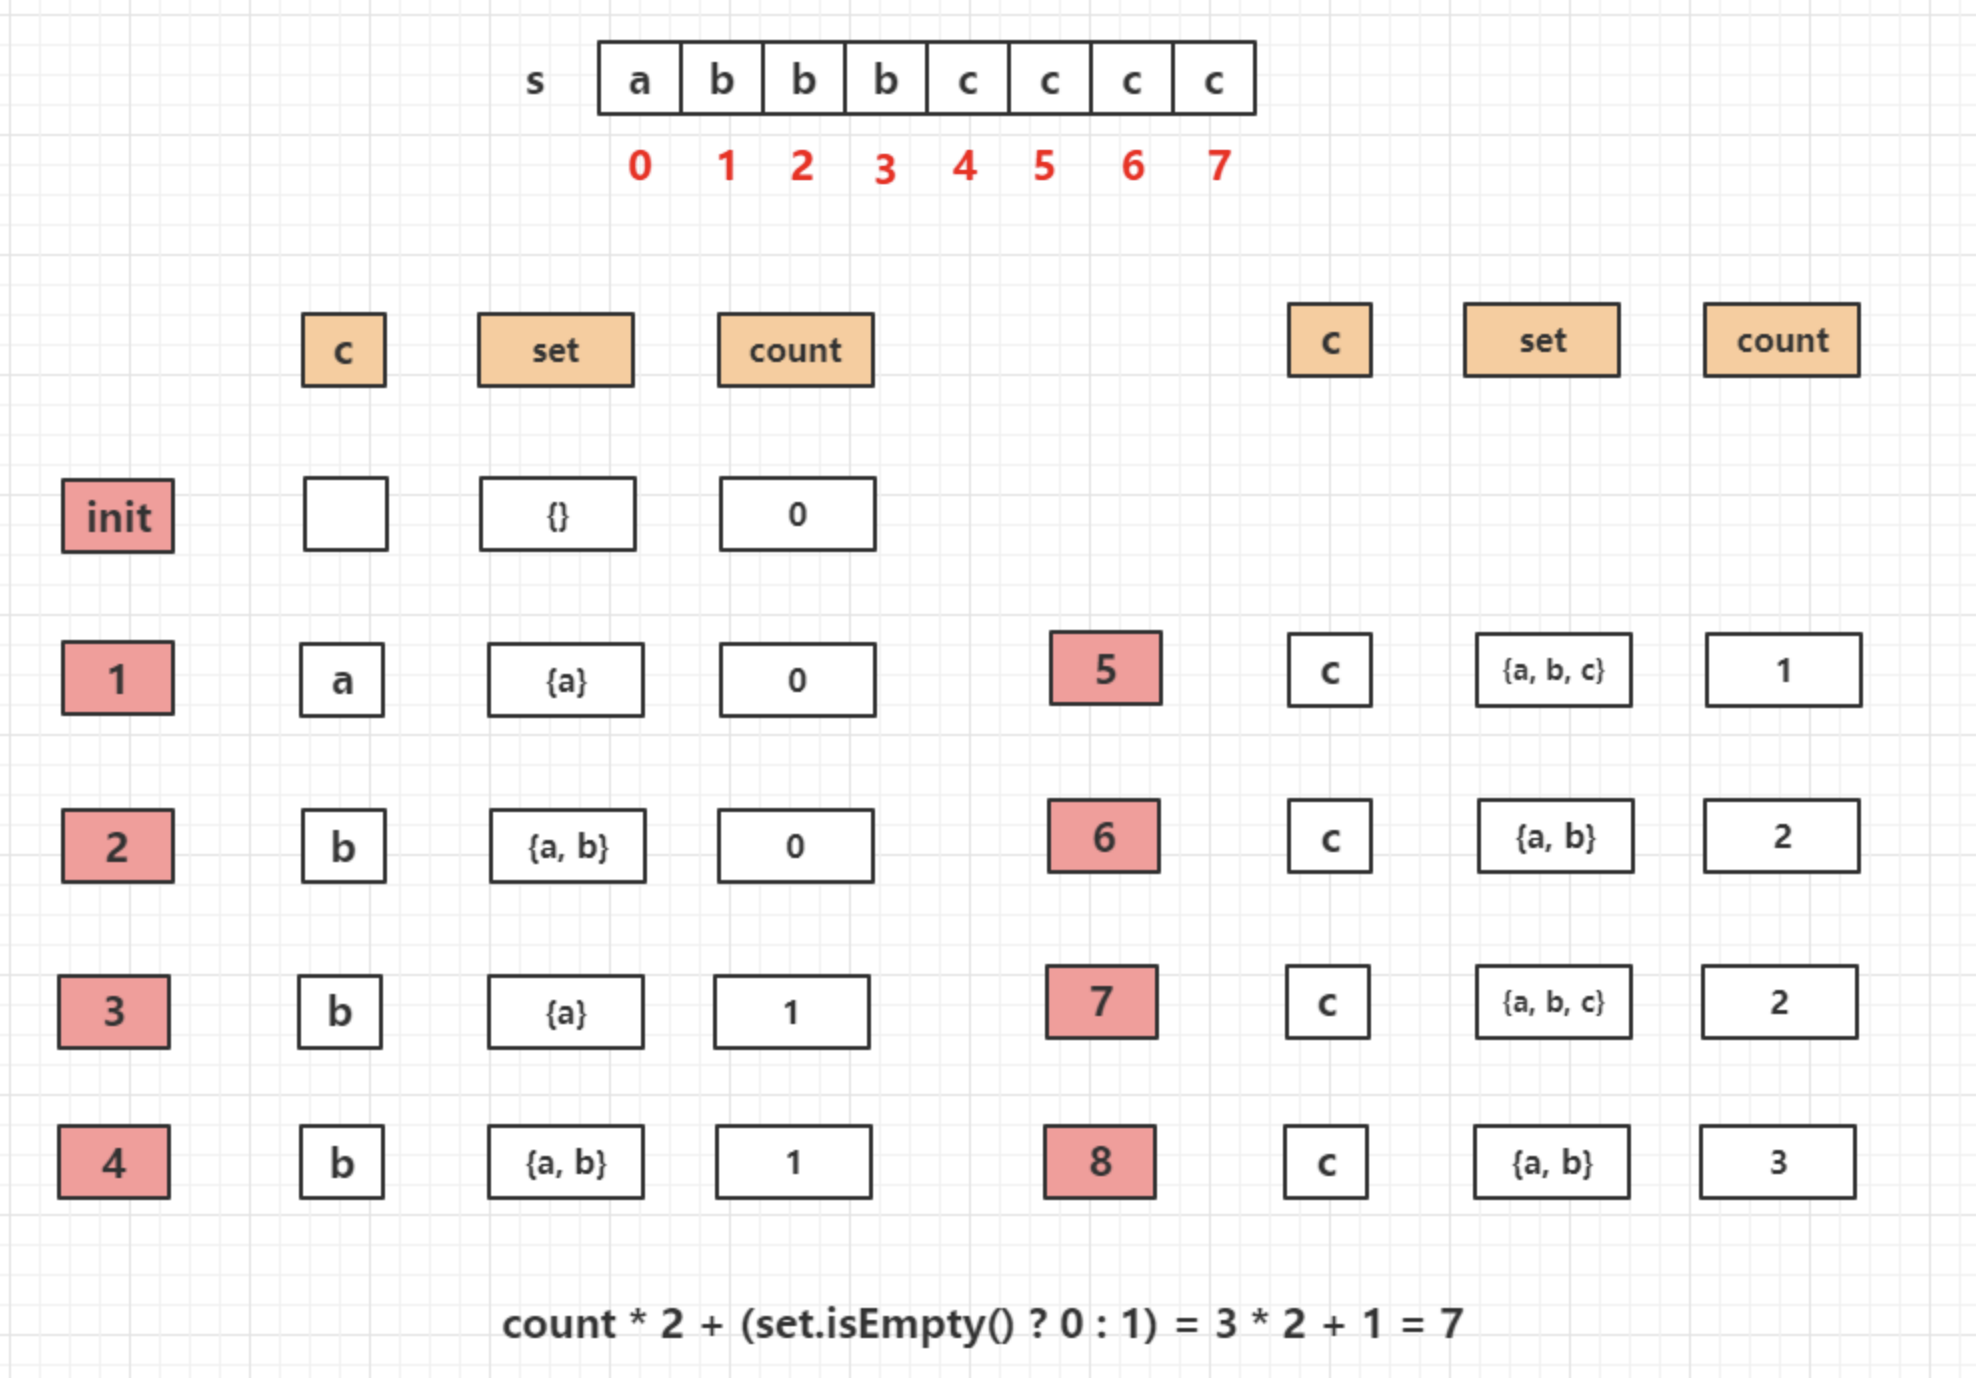 s a b b b c c c c
0 1 2 3 4 5 6 7
c set count
init {} 0
1 a {a} 0
2 b {a, b} 0
3 b {a} 1
4 b {a, b} 1
c set count
5 c {a, b, c} 1
6 c {a, b} 2
7 c {a, b, c} 2
8 c {a, b} 3
count * 2 + (set.isEmpty() ? 0 : 1) = 3 * 2 + 1 = 7